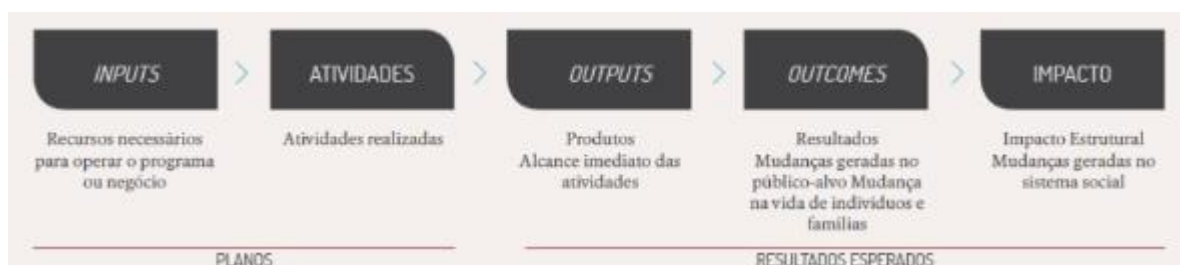 INPUTS
ATIVIDADES
OUTPUTS
OUTCOMES
IMPACTO
Recursos necessários
para operar o programa
ou negócio
Atividades realizadas
Produtos
Alcance imediato das
atividades
Resultados
Mudanças geradas no
público-alvo Mudança
na vida de indivíduos e
famílias
Impacto Estrutural
Mudanças geradas no
sistema social
PLANOS
RESULTADOS ESPERADOS